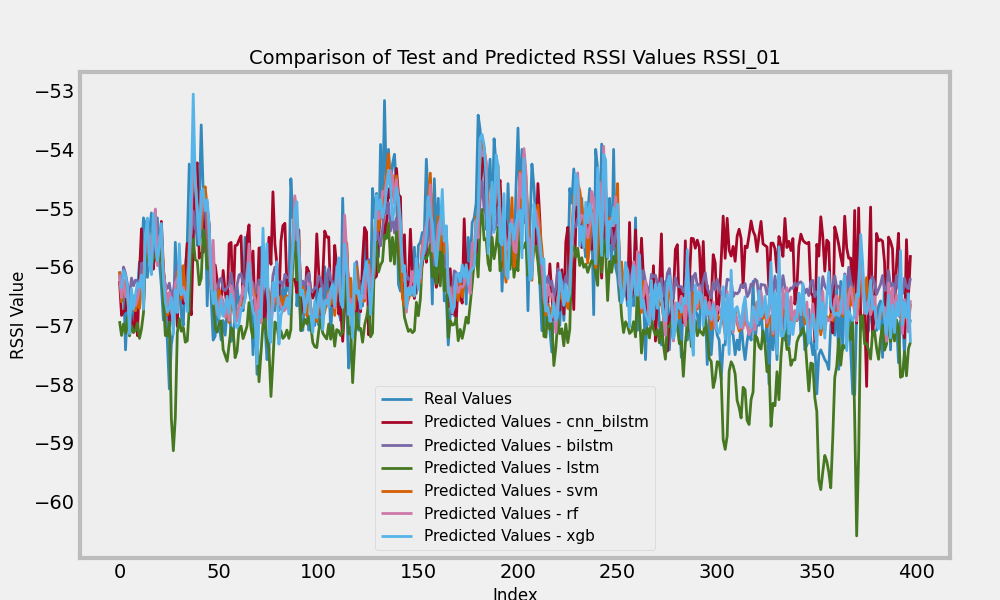 Comparison of Test and Predicted RSSI Values RSSI_01
−53
−54
−55
−56
−57
−58
−59
−60
RSSI Value
Real Values
Predicted Values - cnn_bilstm
Predicted Values - bilstm
Predicted Values - lstm
Predicted Values - svm
Predicted Values - rf
Predicted Values - xgb
0 50 100 150 200 250 300 350 400
Index